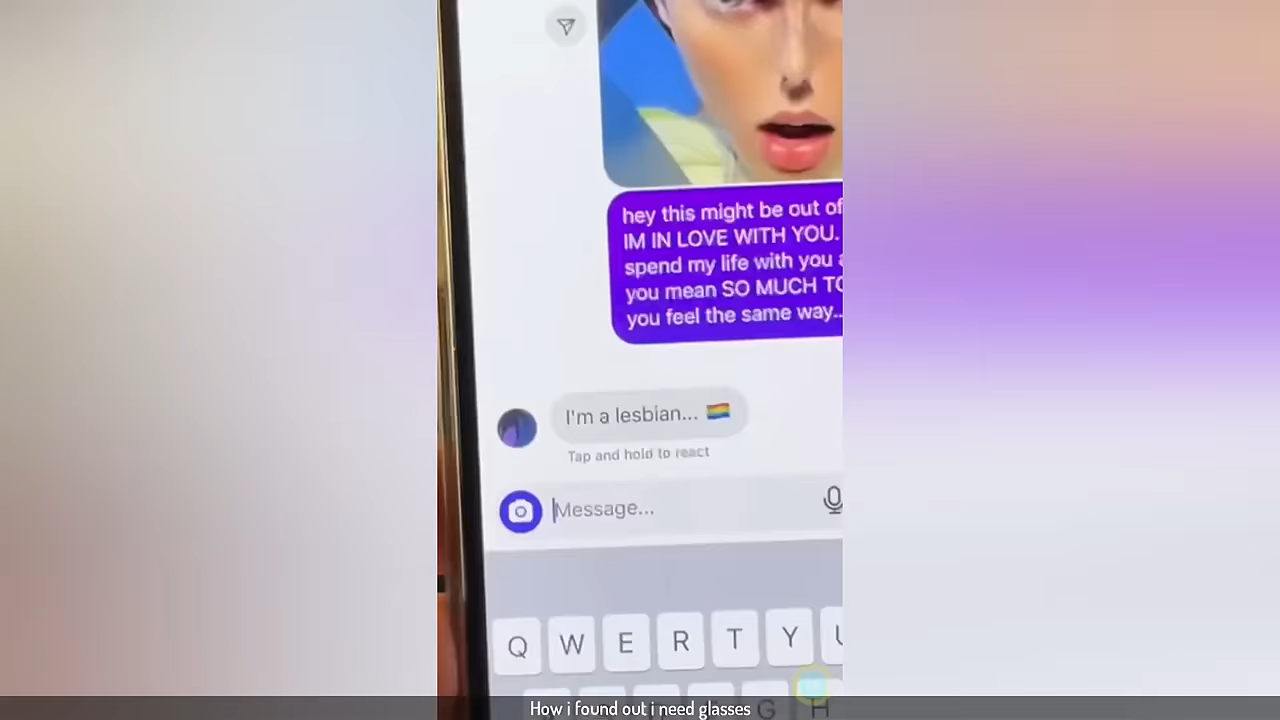 hey this might be out of
IM IN LOVE WITH YOU.
spend my life with you
you mean SO MUCH TO
you feel the same way..
I'm a lesbian... 🏳️‍🌈
Tap and hold to react
Message...
Q W E R T Y U
G H
How i found out i need glasses